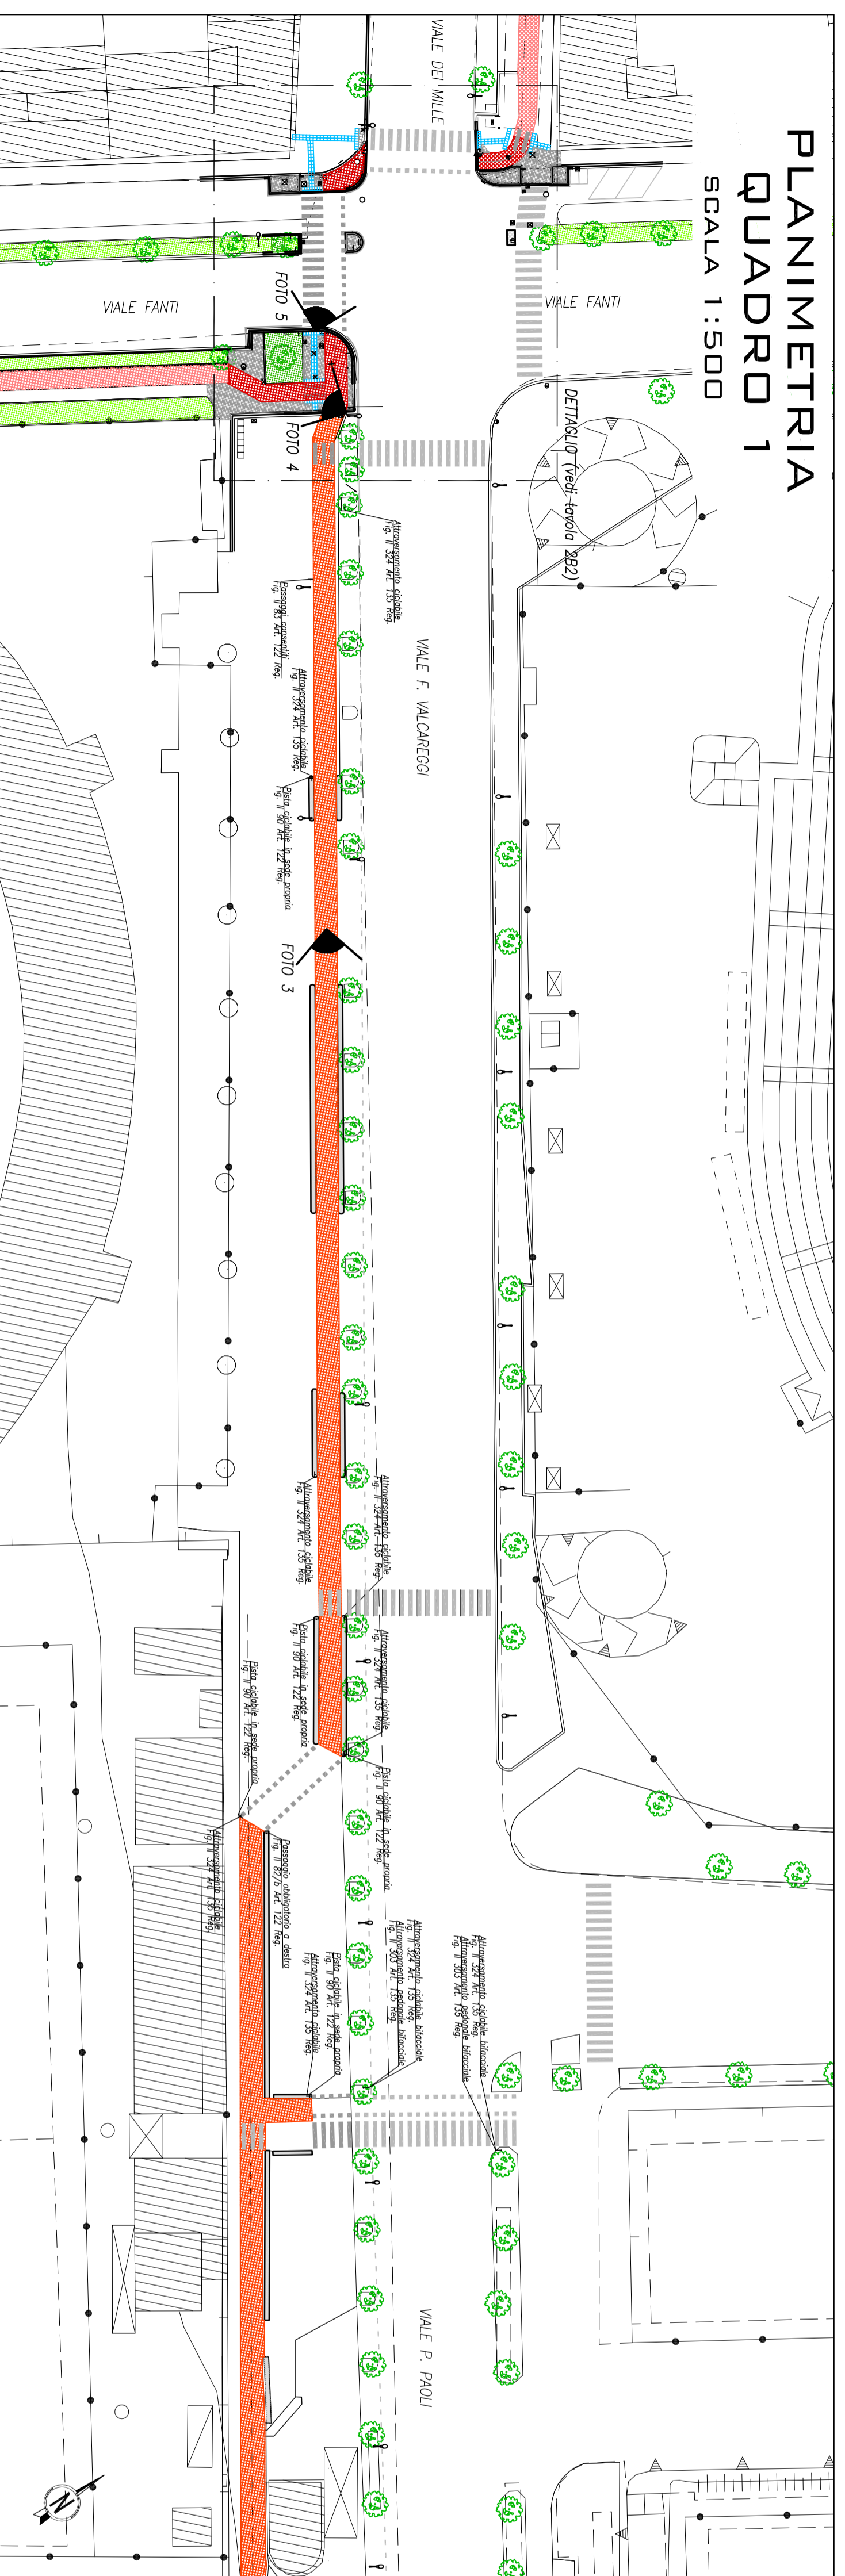 PLANIMETRIA
QUADRO 1
SCALA 1:500
VIALE DEI MILLE
VIALE FANTI
VIALE FANTI
FOTO 5
FOTO 4
DETTAGLIO (vedi tavola 2B2)
Attraversamento ciclabile
Fig. II 324 Art. 135 Reg.
Passaggi consentiti
Fig. II 83 Art. 122 Reg.
VIALE F. VALCAREGGI
Attraversamento ciclabile
Fig. II 324 Art. 135 Reg.
Pista ciclabile in sede propria
Fig. II 90 Art. 122 Reg.
FOTO 3
Attraversamento ciclabile
Fig. II 324 Art. 135 Reg.
Attraversamento ciclabile
Fig. II 324 Art. 135 Reg.
Pista ciclabile in sede propria
Fig. II 90 Art. 122 Reg.
Attraversamento ciclabile
Fig. II 324 Art. 135 Reg.
Pista ciclabile in sede propria
Fig. II 90 Art. 122 Reg.
Pista ciclabile in sede propria
Fig. II 90 Art. 122 Reg.
Attraversamento ciclabile
Fig. II 324 Art. 135 Reg.
Passaggio obbligatorio a destra
Fig. II 82/b Art. 122 Reg.
Pista ciclabile in sede propria
Fig. II 90 Art. 122 Reg.
Attraversamento ciclabile
Fig. II 324 Art. 135 Reg.
Attraversamento ciclabile bifacciale
Fig. II 324 Art. 135 Reg.
Attraversamento pedonale bifacciale
Fig. II 303 Art. 135 Reg.
Attraversamento ciclabile bifacciale
Fig. II 324 Art. 135 Reg.
Attraversamento pedonale bifacciale
Fig. II 303 Art. 135 Reg.
VIALE P. PAOLI
N